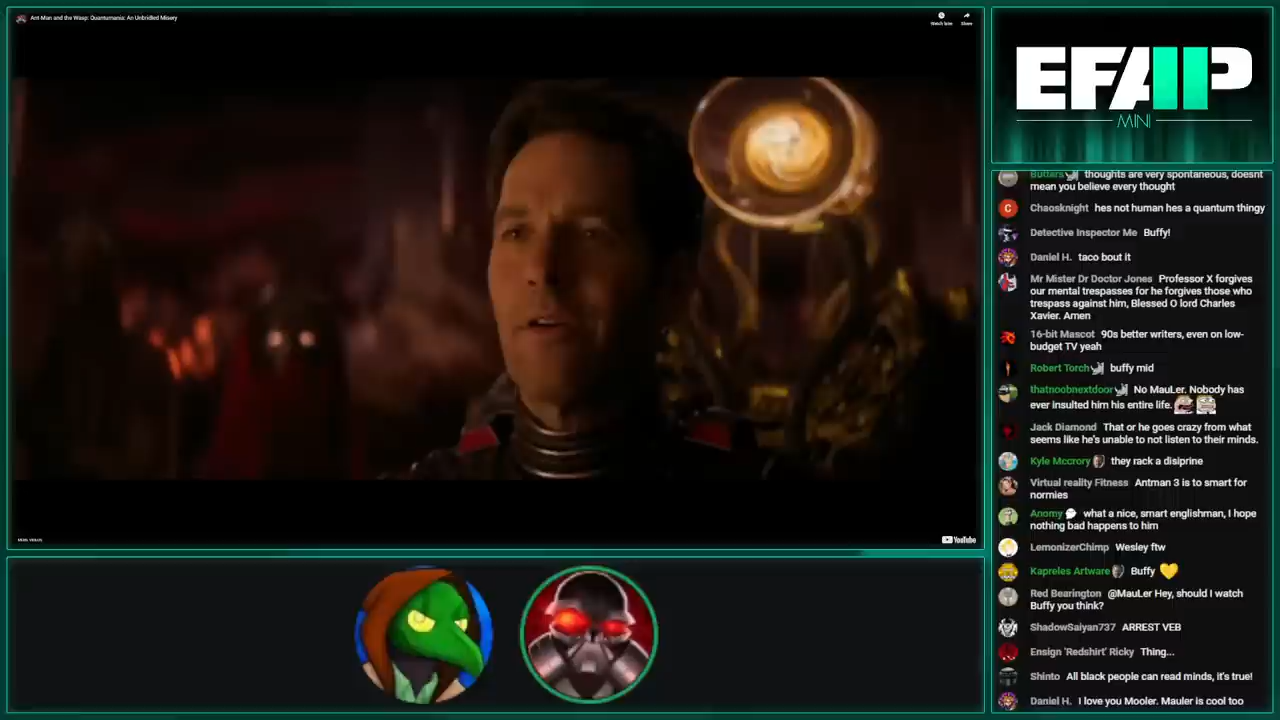 Ant-Man and the Wasp: Quantumania: An Unbridled Misery
Watch later
Share
MORE VIDEOS
YouTube
EFAP
MINI
Buttars thoughts are very spontaneous, doesnt
mean you believe every thought
Chaosknight hes not human hes a quantum thingy
Detective Inspector Me Buffy!
Daniel H. taco bout it
Mr Mister Dr Doctor Jones Professor X forgives
our mental trespasses for he forgives those who
trespass against him, Blessed O lord Charles
Xavier. Amen
16-bit Mascot 90s better writers, even on low-
budget TV yeah
Robert Torch buffy mid
thatnoobnextdoor No MauLer. Nobody has
ever insulted him his entire life.
Jack Diamond That or he goes crazy from what
seems like he's unable to not listen to their minds.
Kyle Mccrory they rack a disiprine
Virtual reality Fitness Antman 3 is to smart for
normies
Anomy what a nice, smart englishman, I hope
nothing bad happens to him
LemonizerChimp Wesley ftw
Kapreles Artware Buffy
Red Bearington @MauLer Hey, should I watch
Buffy you think?
ShadowSaiyan737 ARREST VEB
Ensign 'Redshirt' Ricky Thing...
Shinto All black people can read minds, it's true!
Daniel H. I love you Mooler. Mauler is cool too